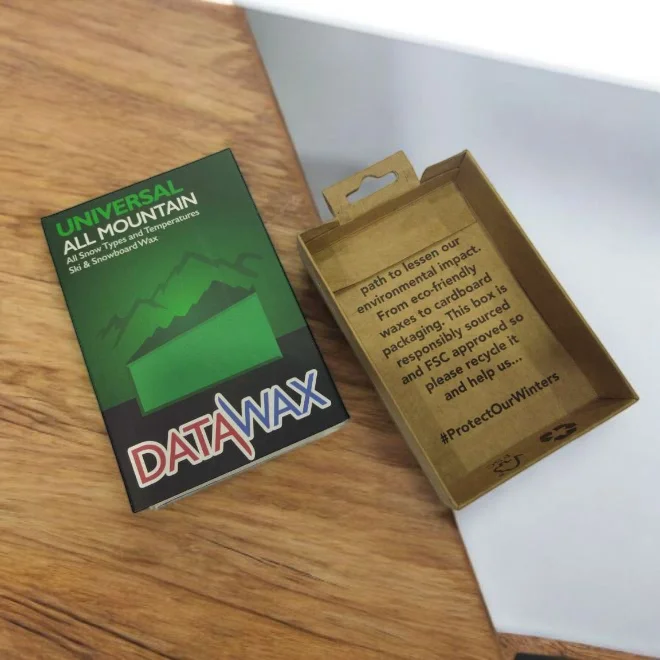 UNIVERSAL
ALL MOUNTAIN
All Snow Types and Temperatures
Ski & Snowboard Wax
DATAWAX
path to lessen our
environmental impact.
From eco-friendly
waxes to cardboard
packaging. This box is
responsibly sourced
and FSC approved so
please recycle it
and help us...
#ProtectOurWinters